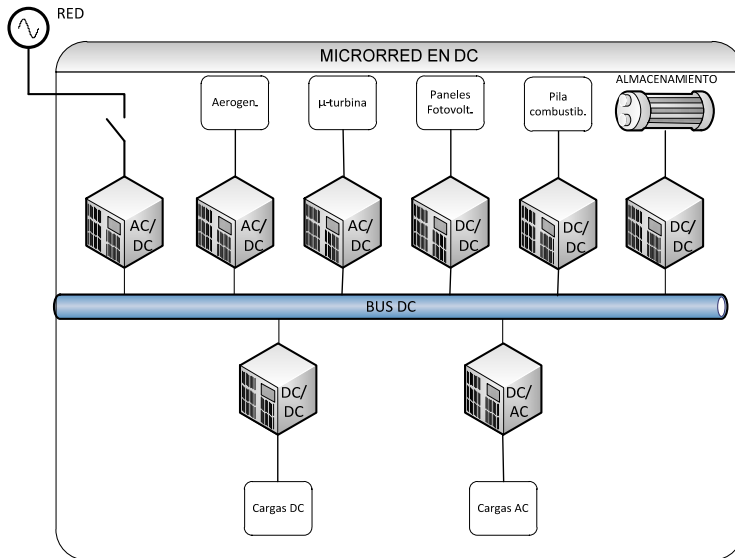 RED
MICRORRED EN DC
Aerogen.
µ-turbina
Paneles
Fotovolt.
Pila
combustib.
ALMACENAMIENTO
AC/
DC
AC/
DC
AC/
DC
DC/
DC
DC/
DC
DC/
DC
BUS DC
DC/
DC
DC/
AC
Cargas DC
Cargas AC